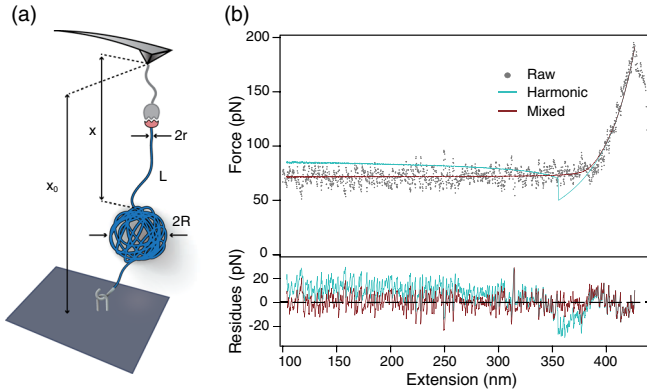 (a)
x
x₀
2r
L
2R
(b)
200
150
100
50
0
Force (pN)
Raw
Harmonic
Mixed
20
0
-20
Residues (pN)
100
150
200
250
300
350
400
Extension (nm)